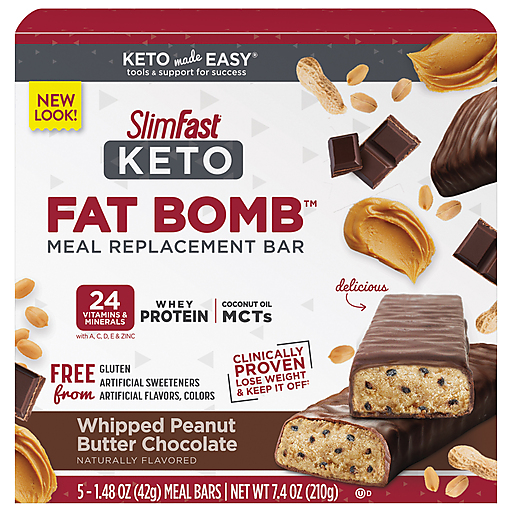 KETO made EASY®
tools & support for success
NEW
LOOK!
SlimFast®
KETO
FAT BOMB™
MEAL REPLACEMENT BAR
24
VITAMINS &
MINERALS
with A, C, D, E & ZINC
WHEY
PROTEIN
COCONUT OIL
MCTs
delicious
FREE
from
GLUTEN
ARTIFICIAL SWEETENERS
ARTIFICIAL FLAVORS, COLORS
CLINICALLY
PROVEN
LOSE WEIGHT
& KEEP IT OFF†
Whipped Peanut
Butter Chocolate
NATURALLY FLAVORED
5 – 1.48 OZ (42g) MEAL BARS | NET WT 7.4 OZ (210g)
U D